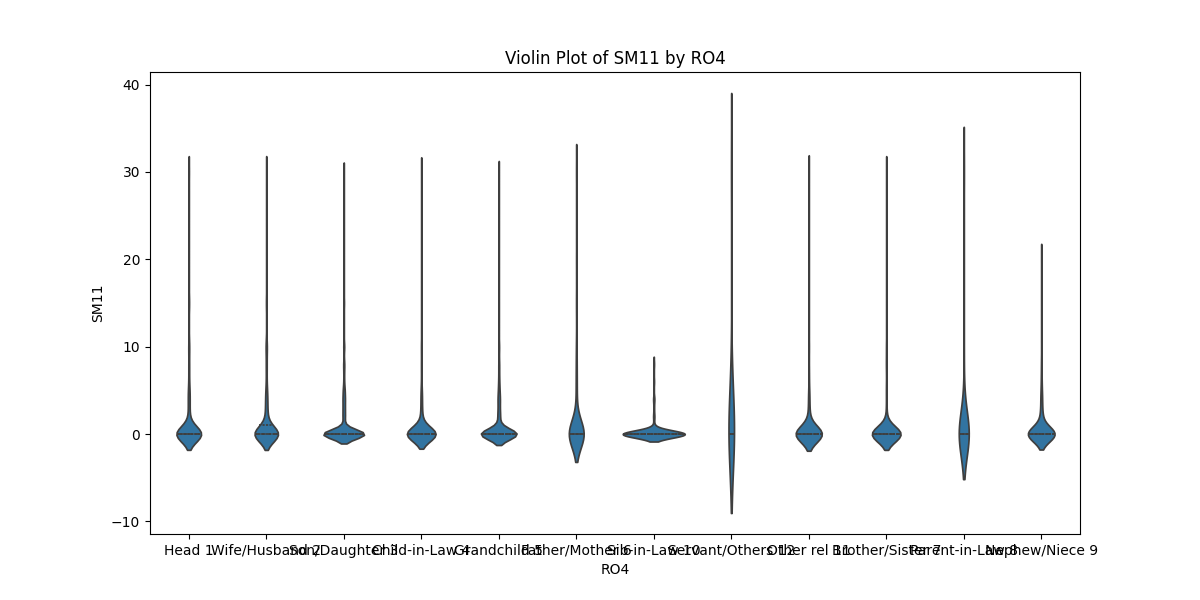 Violin Plot of SM11 by RO4
40
30
20
10
0
−10
SM11
Head 1 Wife/Husband 2 Son/Daughter 3 Child-in-Law 4 Grandchild 5 Father/Mother 6 Sib-in-Law 10 Servant/Others 12 Other rel 11 Brother/Sister 7 Parent-in-Law 8 Nephew/Niece 9
RO4